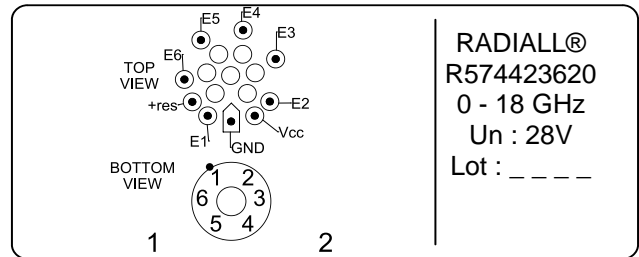 E5 E4
E3
E6
TOP
VIEW
+res
E2
Vcc
E1
GND
BOTTOM
VIEW
1 2
6 3
5 4
1 2
RADIALL®
R574423620
0 - 18 GHz
Un : 28V
Lot : _ _ _ _